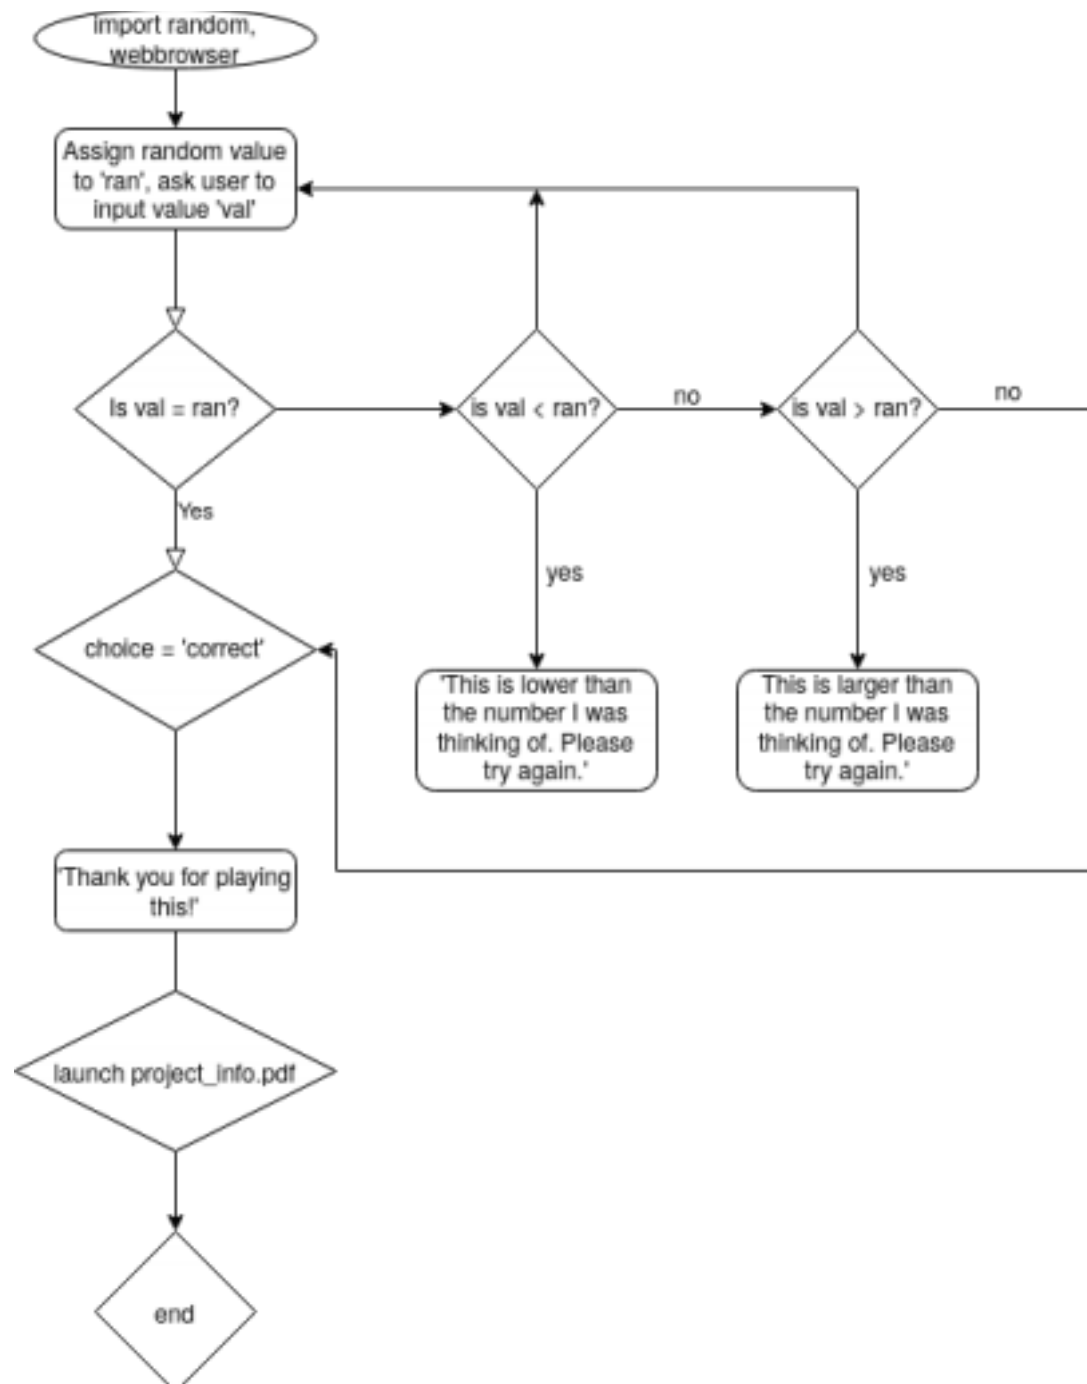 import random,
webbrowser
Assign random value
to 'ran', ask user to
input value 'val'
Is val = ran?
is val < ran?
no
is val > ran?
no
Yes
yes
yes
choice = 'correct'
'This is lower than
the number I was
thinking of. Please
try again.'
This is larger than
the number I was
thinking of. Please
try again.'
'Thank you for playing
this!'
launch project_info.pdf
end